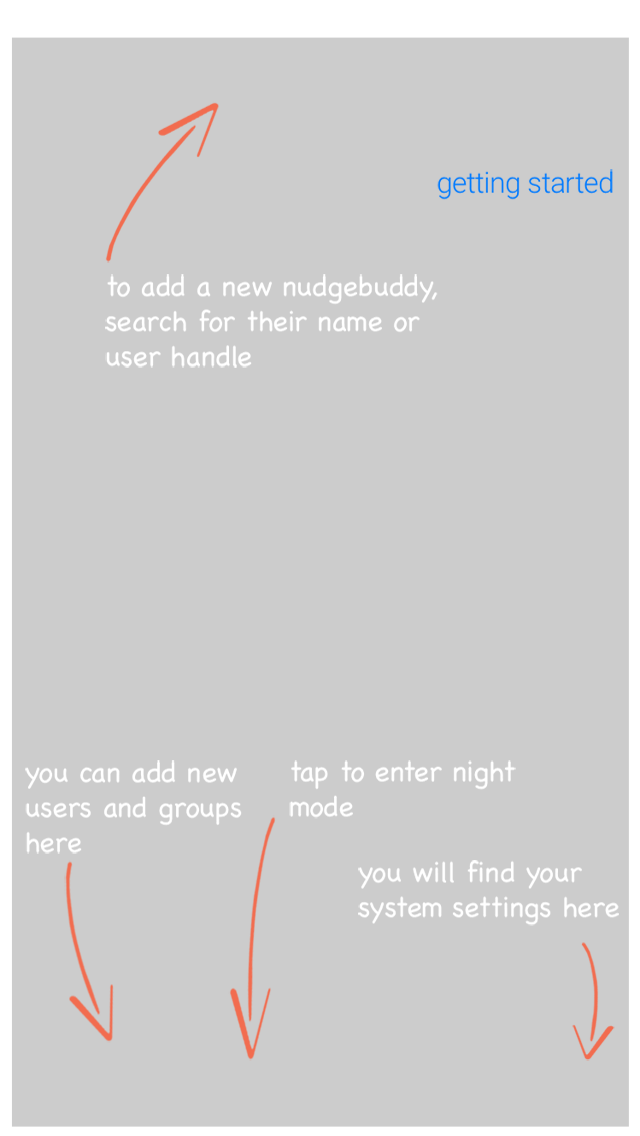 getting started
to add a new nudgebuddy,
search for their name or
user handle
you can add new
users and groups
here
tap to enter night
mode
you will find your
system settings here